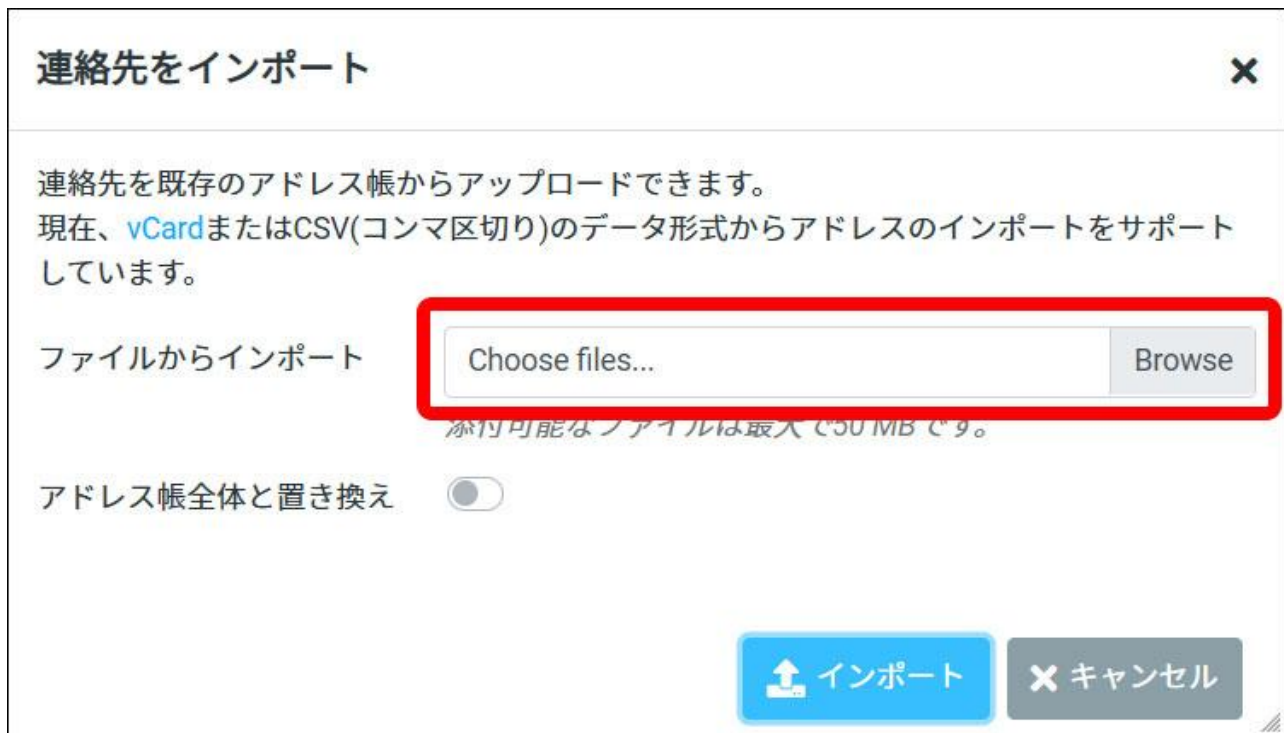 連絡先をインポート
連絡先を既存のアドレス帳からアップロードできます。
現在、vCardまたはCSV(コンマ区切り)のデータ形式からアドレスのインポートをサポート
しています。
ファイルからインポート Choose files... Browse
添付可能なファイルは最大で50 MBです。
アドレス帳全体と置き換え
インポート キャンセル